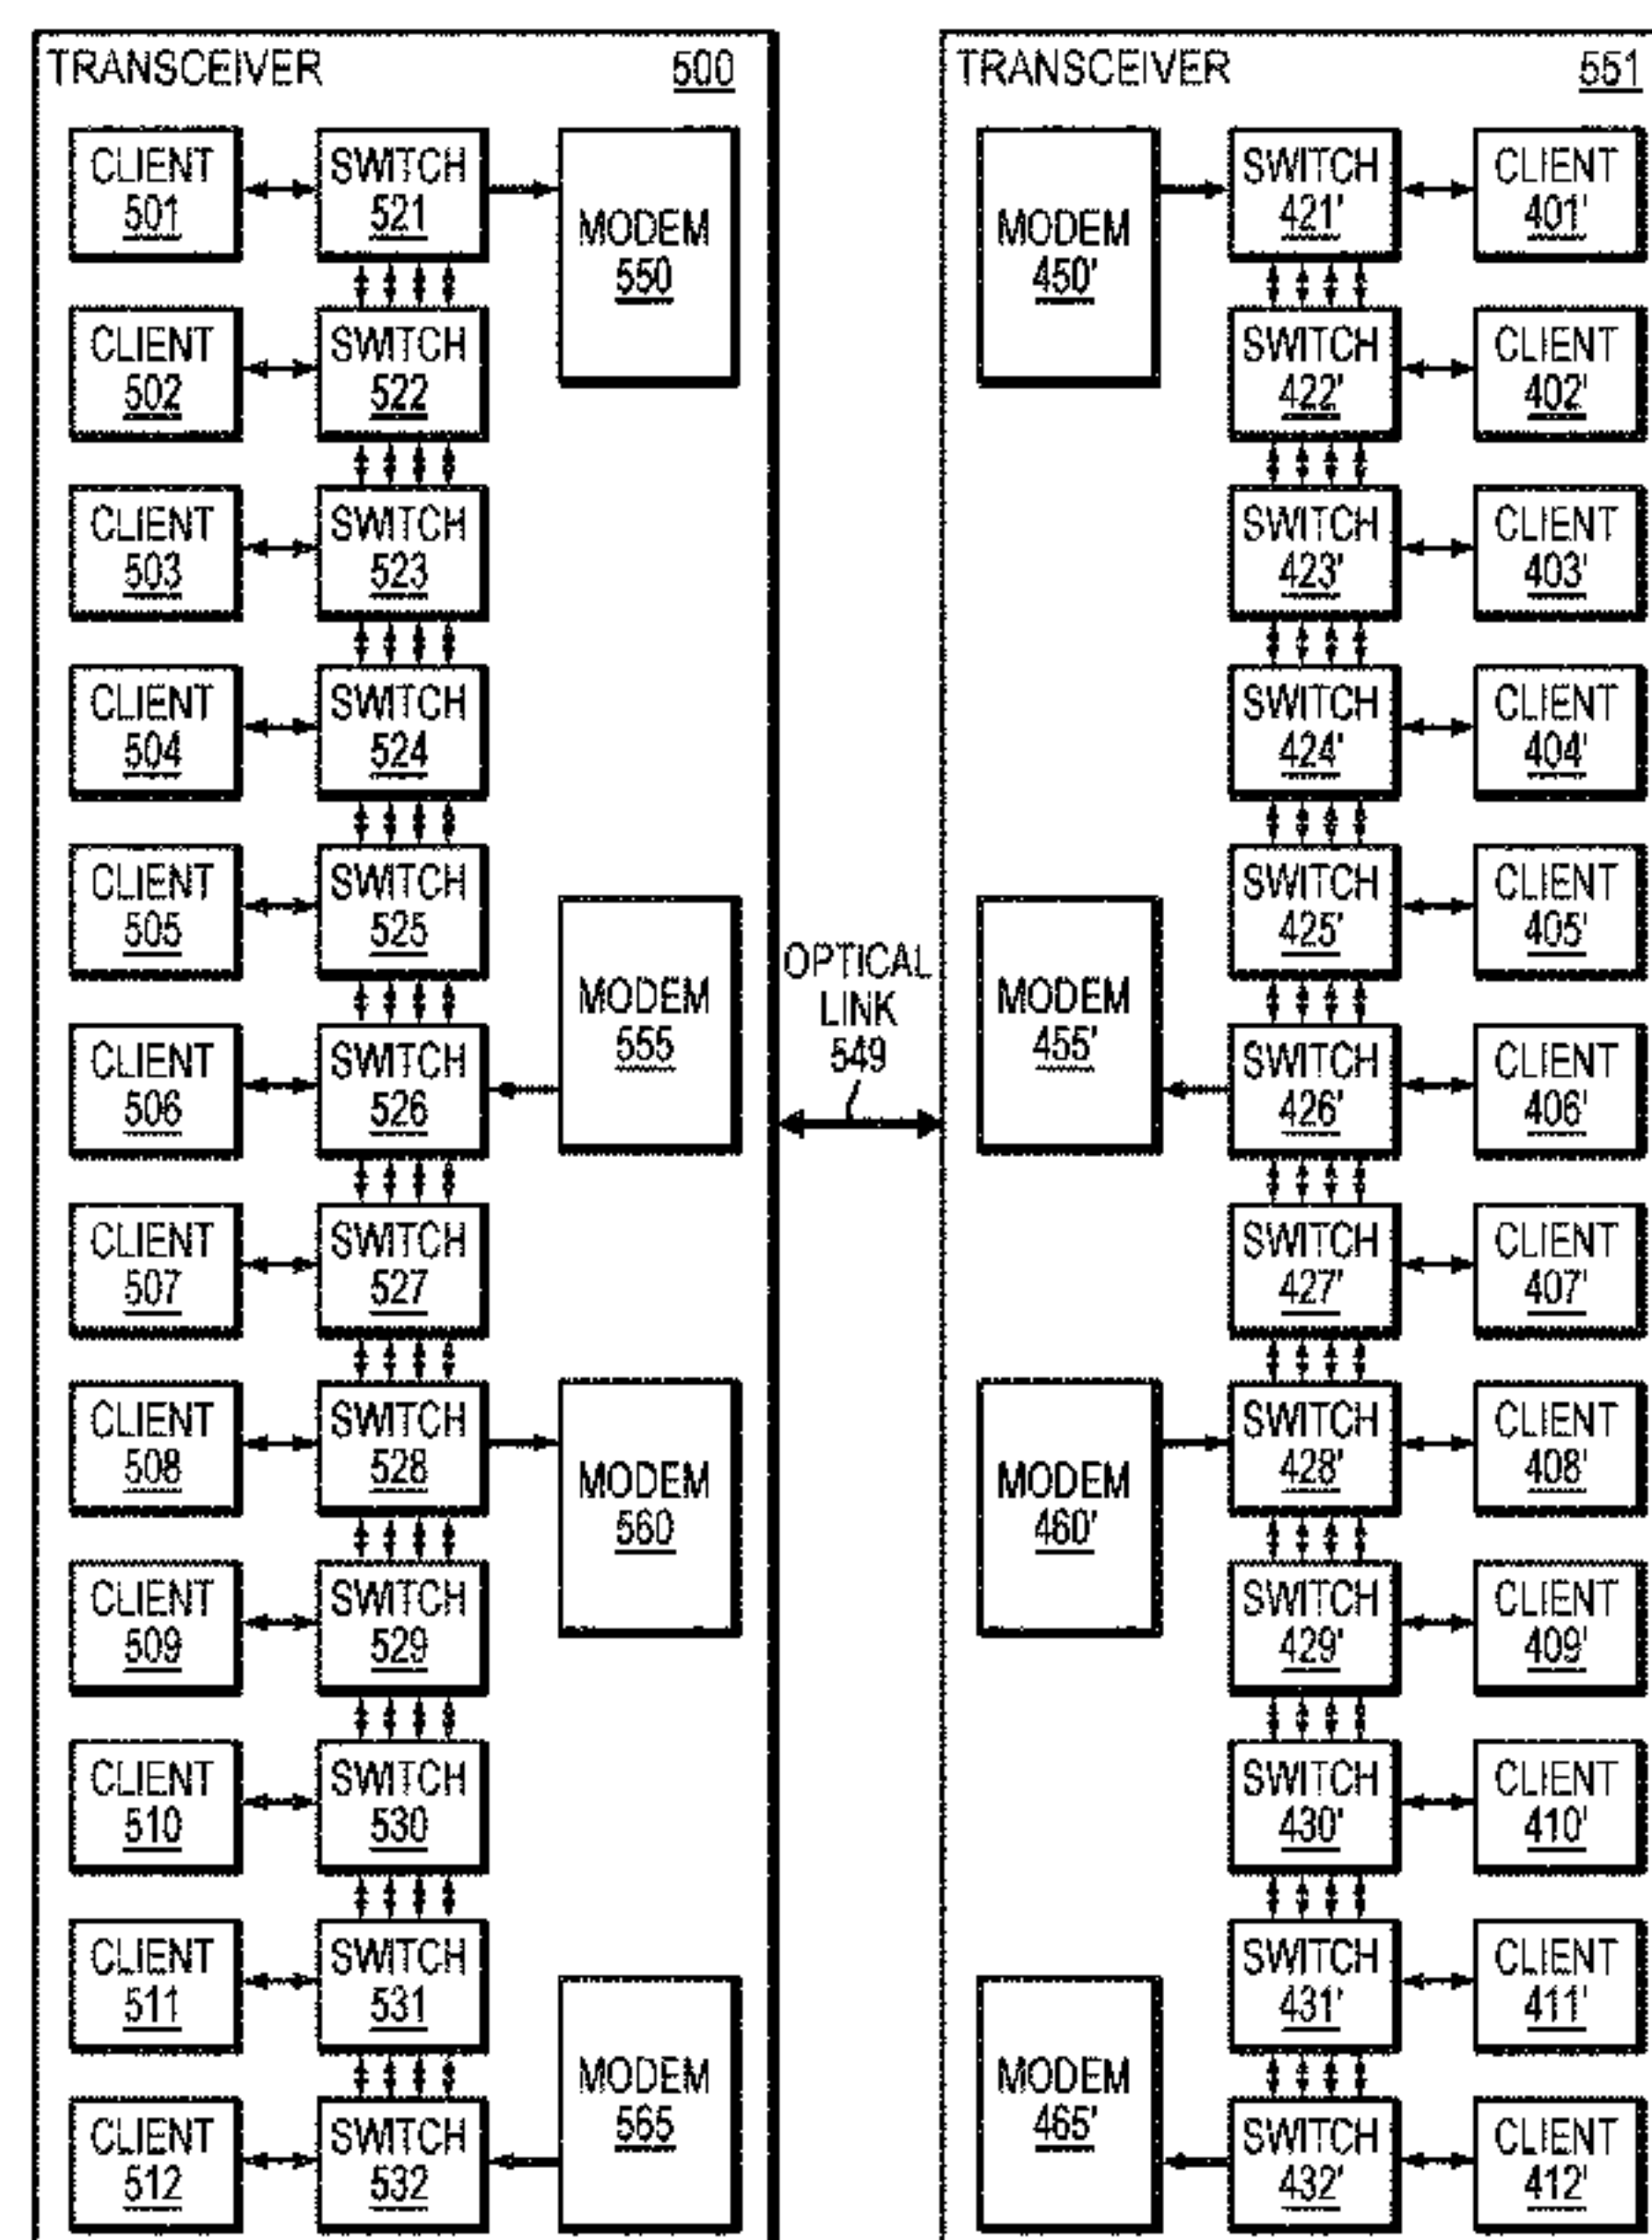 TRANSCEIVER 500
CLIENT
501
SWITCH
521
MODEM
550
CLIENT
502
SWITCH
522
CLIENT
503
SWITCH
523
CLIENT
504
SWITCH
524
CLIENT
505
SWITCH
525
MODEM
555
CLIENT
506
SWITCH
526
CLIENT
507
SWITCH
527
CLIENT
508
SWITCH
528
MODEM
560
CLIENT
509
SWITCH
529
CLIENT
510
SWITCH
530
CLIENT
511
SWITCH
531
MODEM
565
CLIENT
512
SWITCH
532
OPTICAL
LINK
549
TRANSCEIVER 551
MODEM
450'
SWITCH
421'
CLIENT
401'
SWITCH
422'
CLIENT
402'
SWITCH
423'
CLIENT
403'
SWITCH
424'
CLIENT
404'
MODEM
455'
SWITCH
425'
CLIENT
405'
SWITCH
426'
CLIENT
406'
SWITCH
427'
CLIENT
407'
MODEM
460'
SWITCH
428'
CLIENT
408'
SWITCH
429'
CLIENT
409'
SWITCH
430'
CLIENT
410'
SWITCH
431'
CLIENT
411'
MODEM
465'
SWITCH
432'
CLIENT
412'